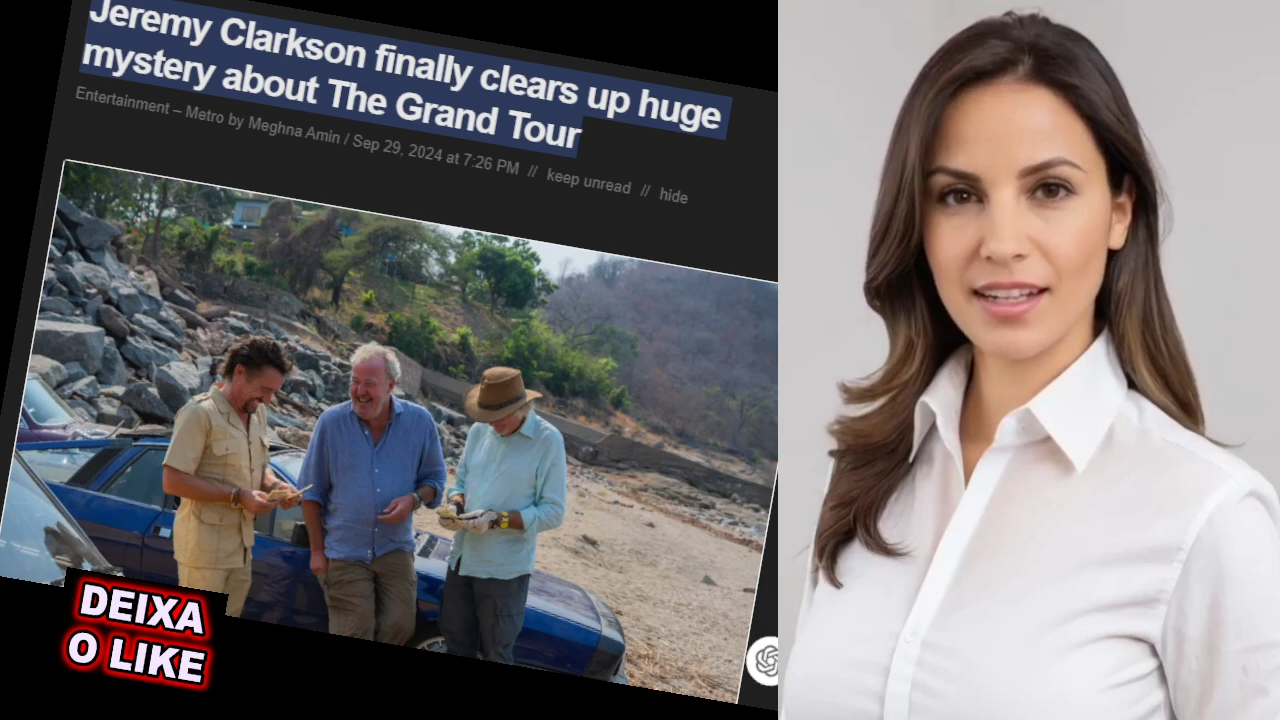 Jeremy Clarkson finally clears up huge
mystery about The Grand Tour
Entertainment – Metro by Meghna Amin / Sep 29, 2024 at 7:26 PM // keep unread // hide
DEIXA
O LIKE